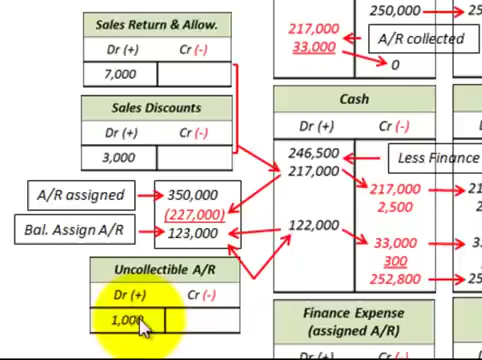 Sales Return & Allow.
Dr (+) Cr (-)
7,000
Sales Discounts
Dr (+) Cr (-)
3,000
A/R assigned
350,000
(227,000)
Bal. Assign A/R
123,000
Uncollectible A/R
Dr (+) Cr (-)
1,000
250,000
217,000
33,000
A/R collected
0
Cash
Dr (+) Cr (-)
246,500
Less Finance
217,000
217,000
2,500
122,000
33,000
300
252,800
Finance Expense
(assigned A/R)